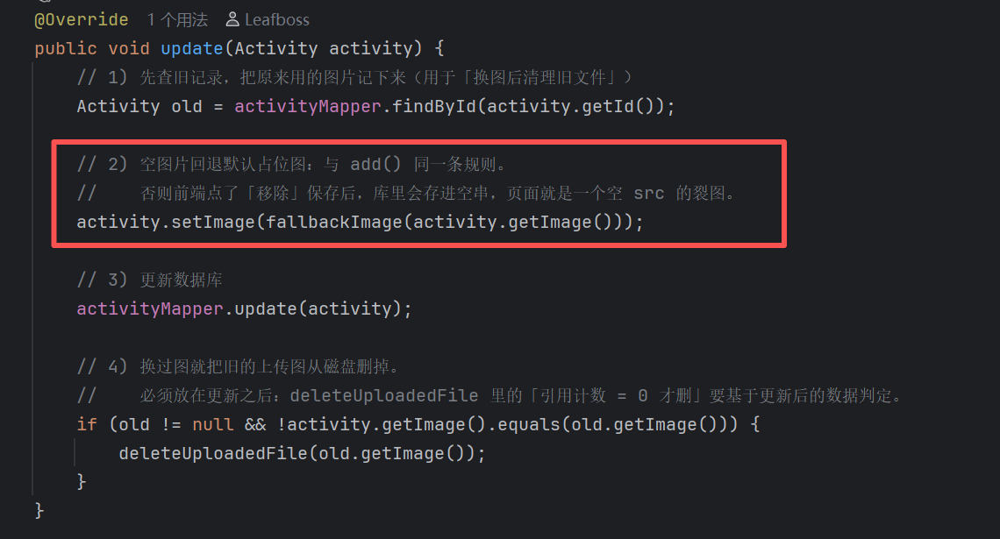 @Override 1 个用法 Leafboss
public void update(Activity activity) {
// 1) 先查旧记录，把原来用的图片记下来（用于「换图后清理旧文件」）
Activity old = activityMapper.findById(activity.getId());
// 2) 空图片回退默认占位图：与 add() 同一条规则。
// 否则前端点了「移除」保存后，库里会存进空串，页面就是一个空 src 的裂图。
activity.setImage(fallbackImage(activity.getImage()));
// 3) 更新数据库
activityMapper.update(activity);
// 4) 换过图就把旧的上传图从磁盘删掉。
// 必须放在更新之后：deleteUploadedFile 里的「引用计数 = 0 才删」要基于更新后的数据判定。
if (old != null && !activity.getImage().equals(old.getImage())) {
deleteUploadedFile(old.getImage());
}
}